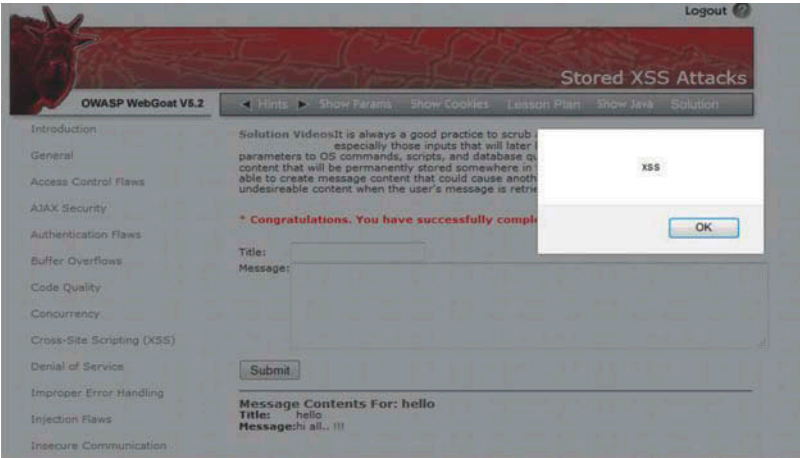 Logout
Stored XSS Attacks
OWASP WebGoat V5.2
Hints Show Params Show Cookies Lesson Plan Show Java Solution
Introduction
General
Access Control Flaws
AJAX Security
Authentication Flaws
Buffer Overflows
Code Quality
Concurrency
Cross-Site Scripting (XSS)
Denial of Service
Improper Error Handling
Injection Flaws
Insecure Communication
Solution VideosIt is always a good practice to scrub
especially those inputs that will later
parameters to OS commands, scripts, and database
content that will be permanently stored somewhere in
able to create message content that could cause
undesireable content when the user's message is
* Congratulations. You have successfully
Title:
Message:
Submit
Message Contents For: hello
Title: hello
Message:hi all.. !!!
xss
OK